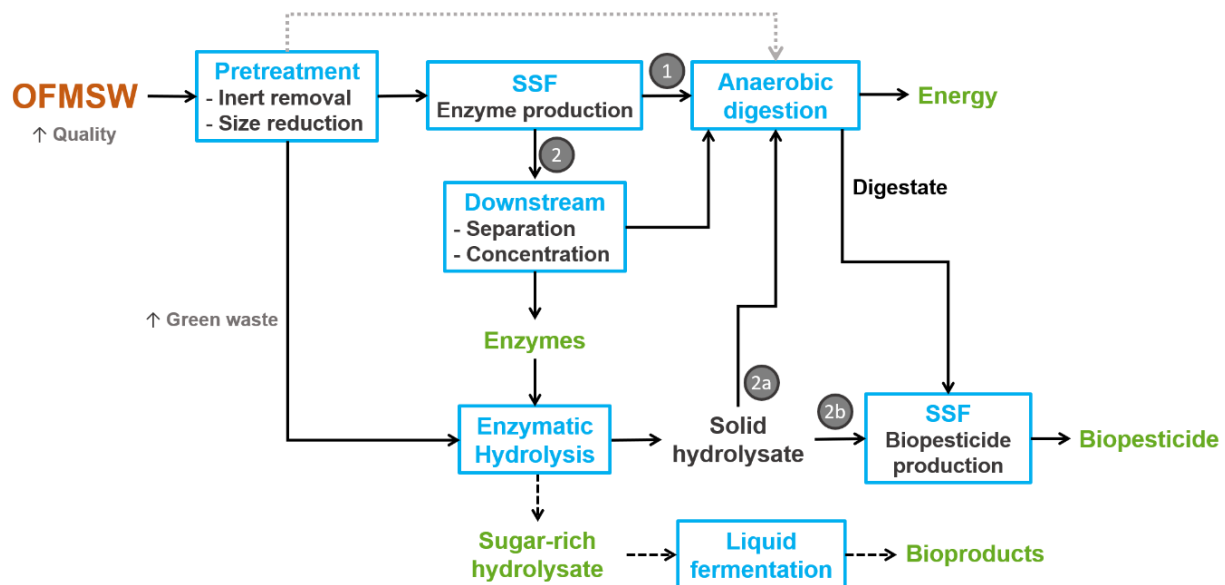 OFMSW
↑ Quality
Pretreatment
- Inert removal
- Size reduction
SSF
Enzyme production
1
Anaerobic
digestion
Energy
2
Downstream
- Separation
- Concentration
Digestate
↑ Green waste
Enzymes
Enzymatic
Hydrolysis
Solid
hydrolysate
2a
2b
SSF
Biopesticide
production
Biopesticide
Sugar-rich
hydrolysate
Liquid
fermentation
Bioproducts